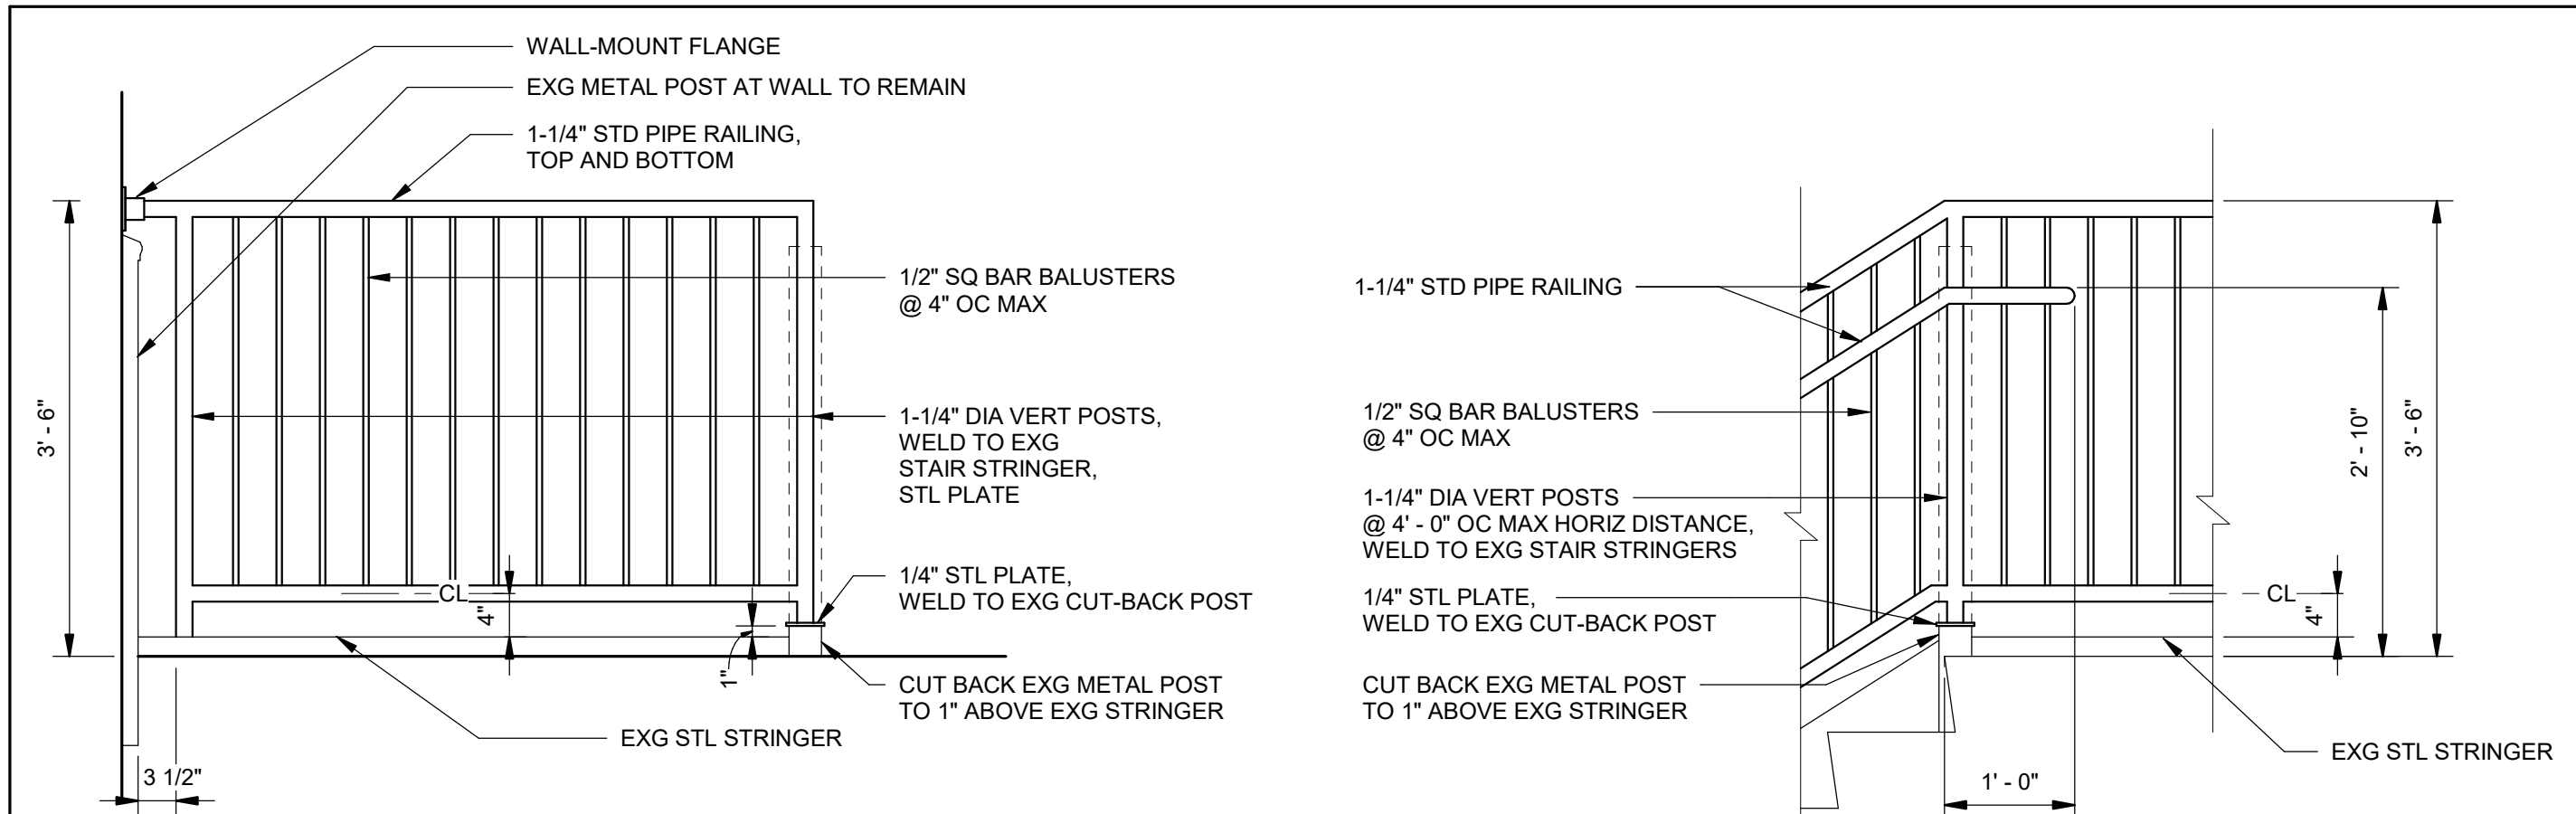 WALL-MOUNT FLANGE
EXG METAL POST AT WALL TO REMAIN
1-1/4" STD PIPE RAILING,
TOP AND BOTTOM
3' - 6"
1/2" SQ BAR BALUSTERS
@ 4" OC MAX
1-1/4" DIA VERT POSTS,
WELD TO EXG
STAIR STRINGER,
STL PLATE
CL
4"
1/4" STL PLATE,
WELD TO EXG CUT-BACK POST
1"
CUT BACK EXG METAL POST
TO 1" ABOVE EXG STRINGER
EXG STL STRINGER
3 1/2"
1-1/4" STD PIPE RAILING
1/2" SQ BAR BALUSTERS
@ 4" OC MAX
1-1/4" DIA VERT POSTS
@ 4' - 0" OC MAX HORIZ DISTANCE,
WELD TO EXG STAIR STRINGERS
1/4" STL PLATE,
WELD TO EXG CUT-BACK POST
CUT BACK EXG METAL POST
TO 1" ABOVE EXG STRINGER
2' - 10"
3' - 6"
CL
4"
EXG STL STRINGER
1' - 0"